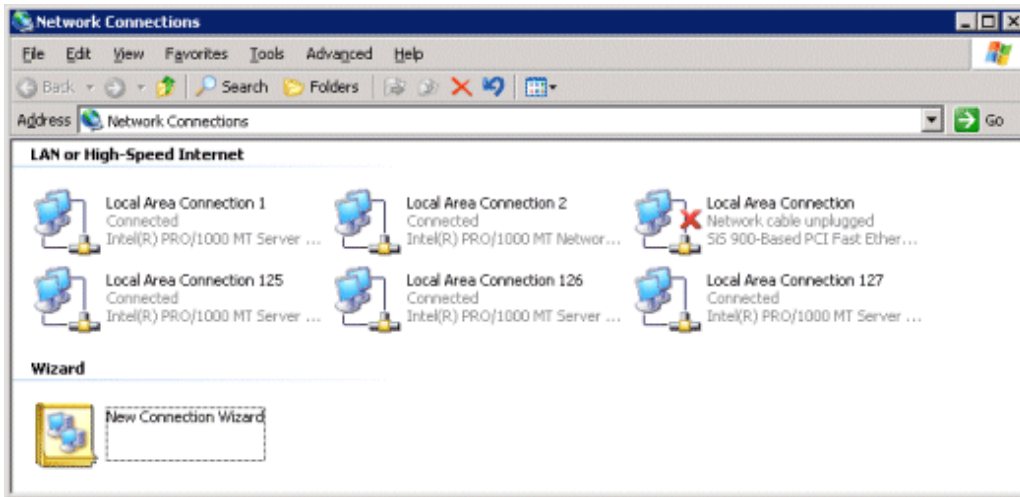 Network Connections
File Edit View Favorites Tools Advanced Help
Back Search Folders
Address Network Connections Go
LAN or High-Speed Internet
Local Area Connection 1
Connected
Intel(R) PRO/1000 MT Server ...
Local Area Connection 2
Connected
Intel(R) PRO/1000 MT Networ...
Local Area Connection
Network cable unplugged
SiS 900-Based PCI Fast Ether...
Local Area Connection 125
Connected
Intel(R) PRO/1000 MT Server ...
Local Area Connection 126
Connected
Intel(R) PRO/1000 MT Server ...
Local Area Connection 127
Connected
Intel(R) PRO/1000 MT Server ...
Wizard
New Connection Wizard